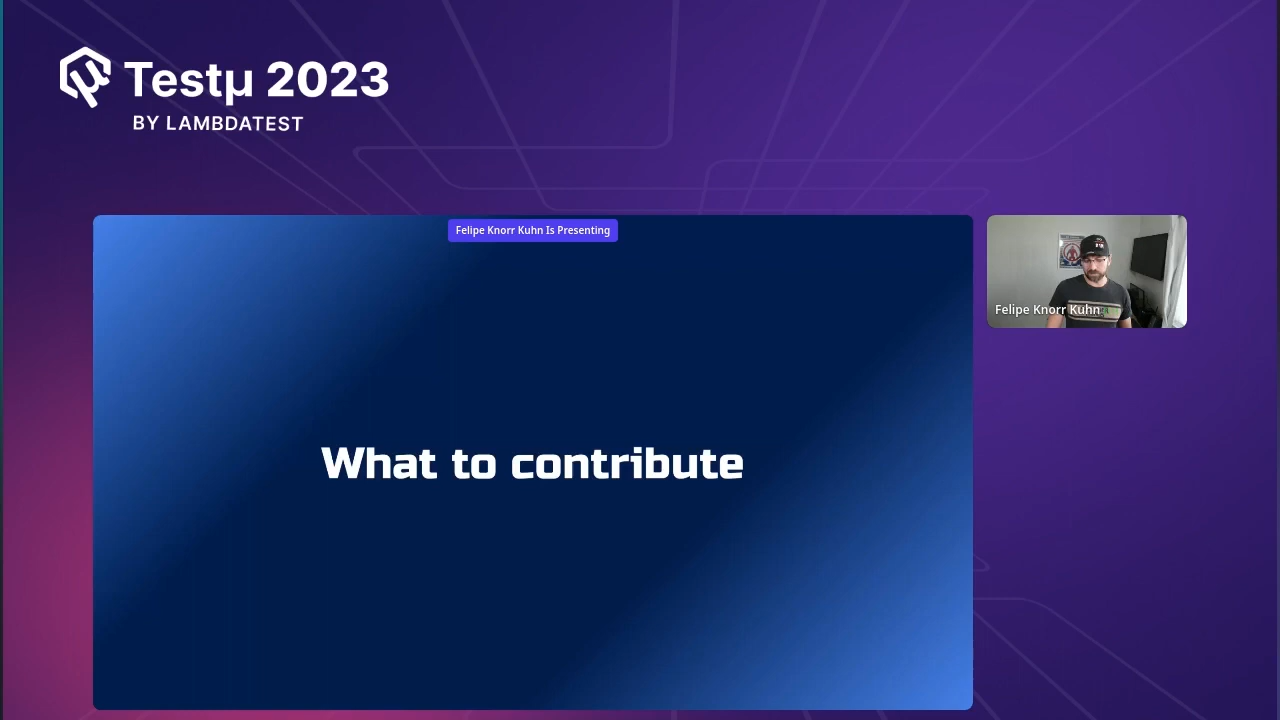 Testμ 2023
BY LAMBDATEST
Felipe Knorr Kuhn Is Presenting
What to contribute
Felipe Knorr Kuhn